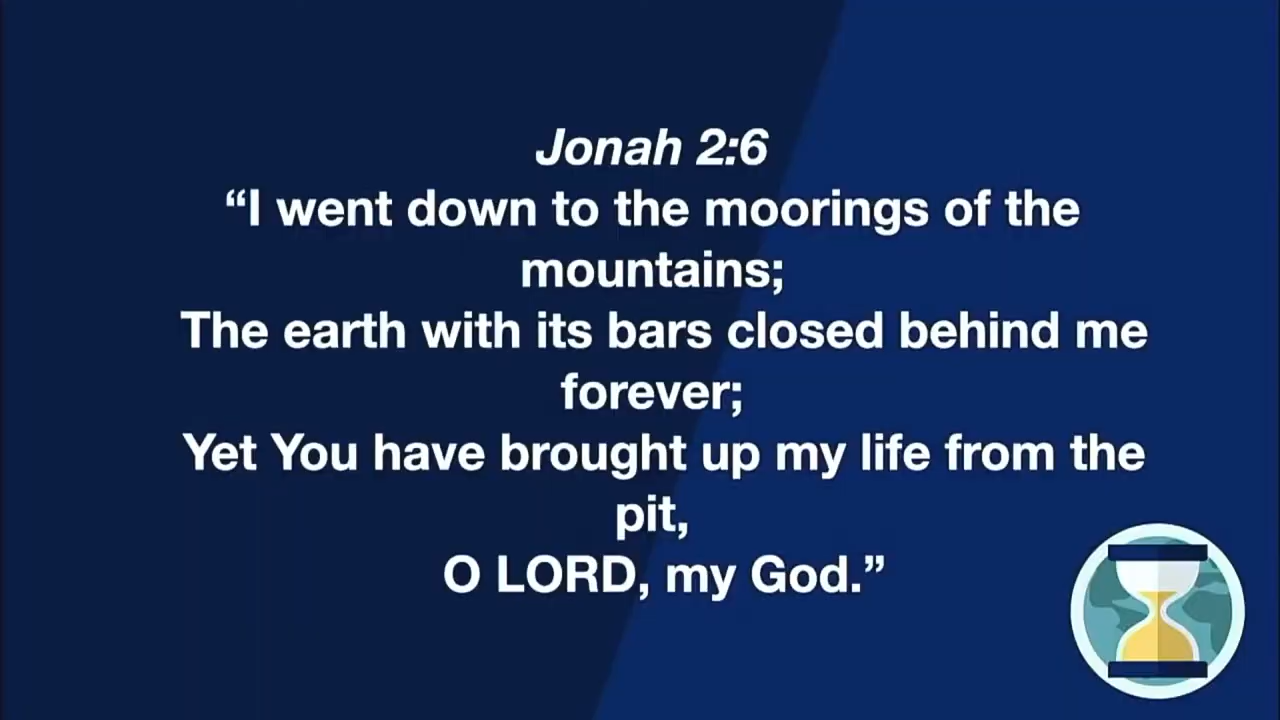 Jonah 2:6
“I went down to the moorings of the
mountains;
The earth with its bars closed behind me
forever;
Yet You have brought up my life from the
pit,
O LORD, my God.”